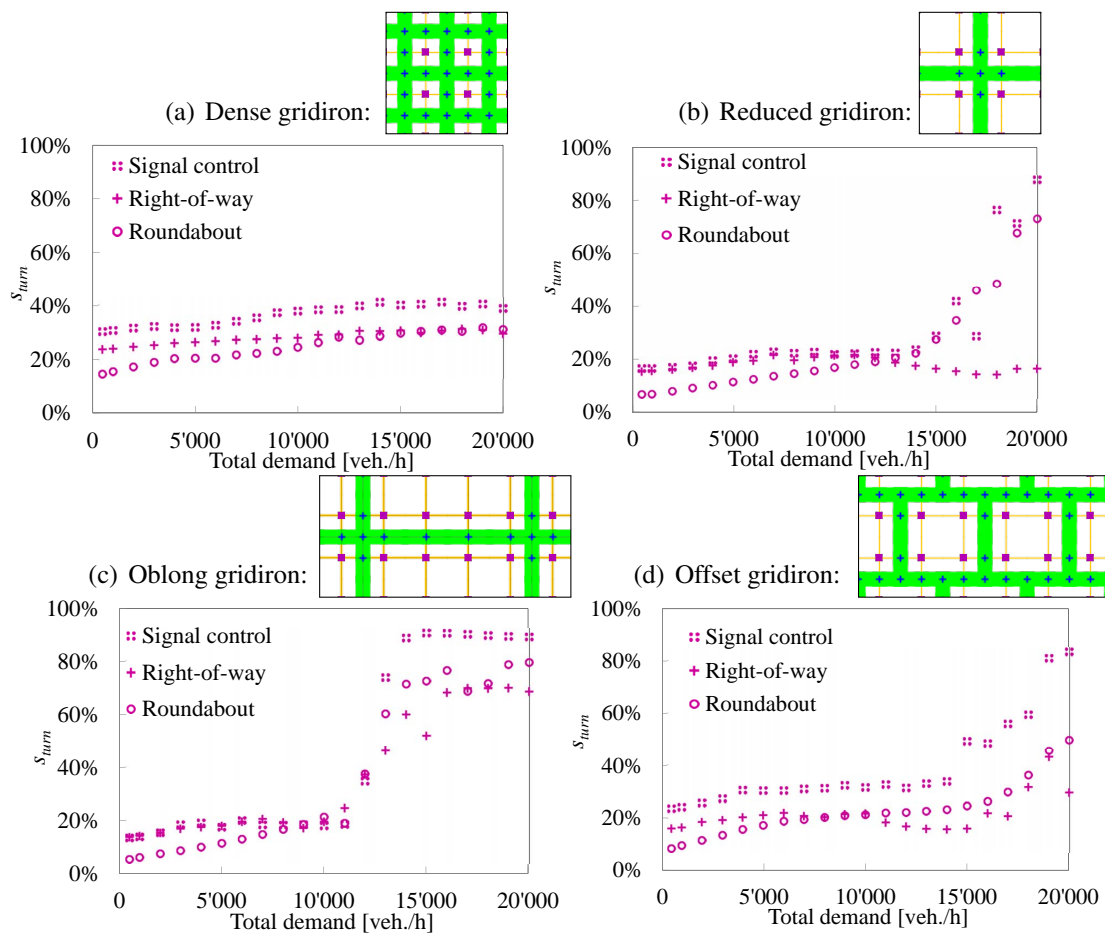 (a) Dense gridiron:
100%
80%
60%
40%
20%
0%
s_turn
Signal control
Right-of-way
Roundabout
0
5'000
10'000
15'000
20'000
Total demand [veh./h]
(b) Reduced gridiron:
100%
80%
60%
40%
20%
0%
s_turn
Signal control
Right-of-way
Roundabout
0
5'000
10'000
15'000
20'000
Total demand [veh./h]
(c) Oblong gridiron:
100%
80%
60%
40%
20%
0%
s_turn
Signal control
Right-of-way
Roundabout
0
5'000
10'000
15'000
20'000
Total demand [veh./h]
(d) Offset gridiron:
100%
80%
60%
40%
20%
0%
s_turn
Signal control
Right-of-way
Roundabout
0
5'000
10'000
15'000
20'000
Total demand [veh./h]